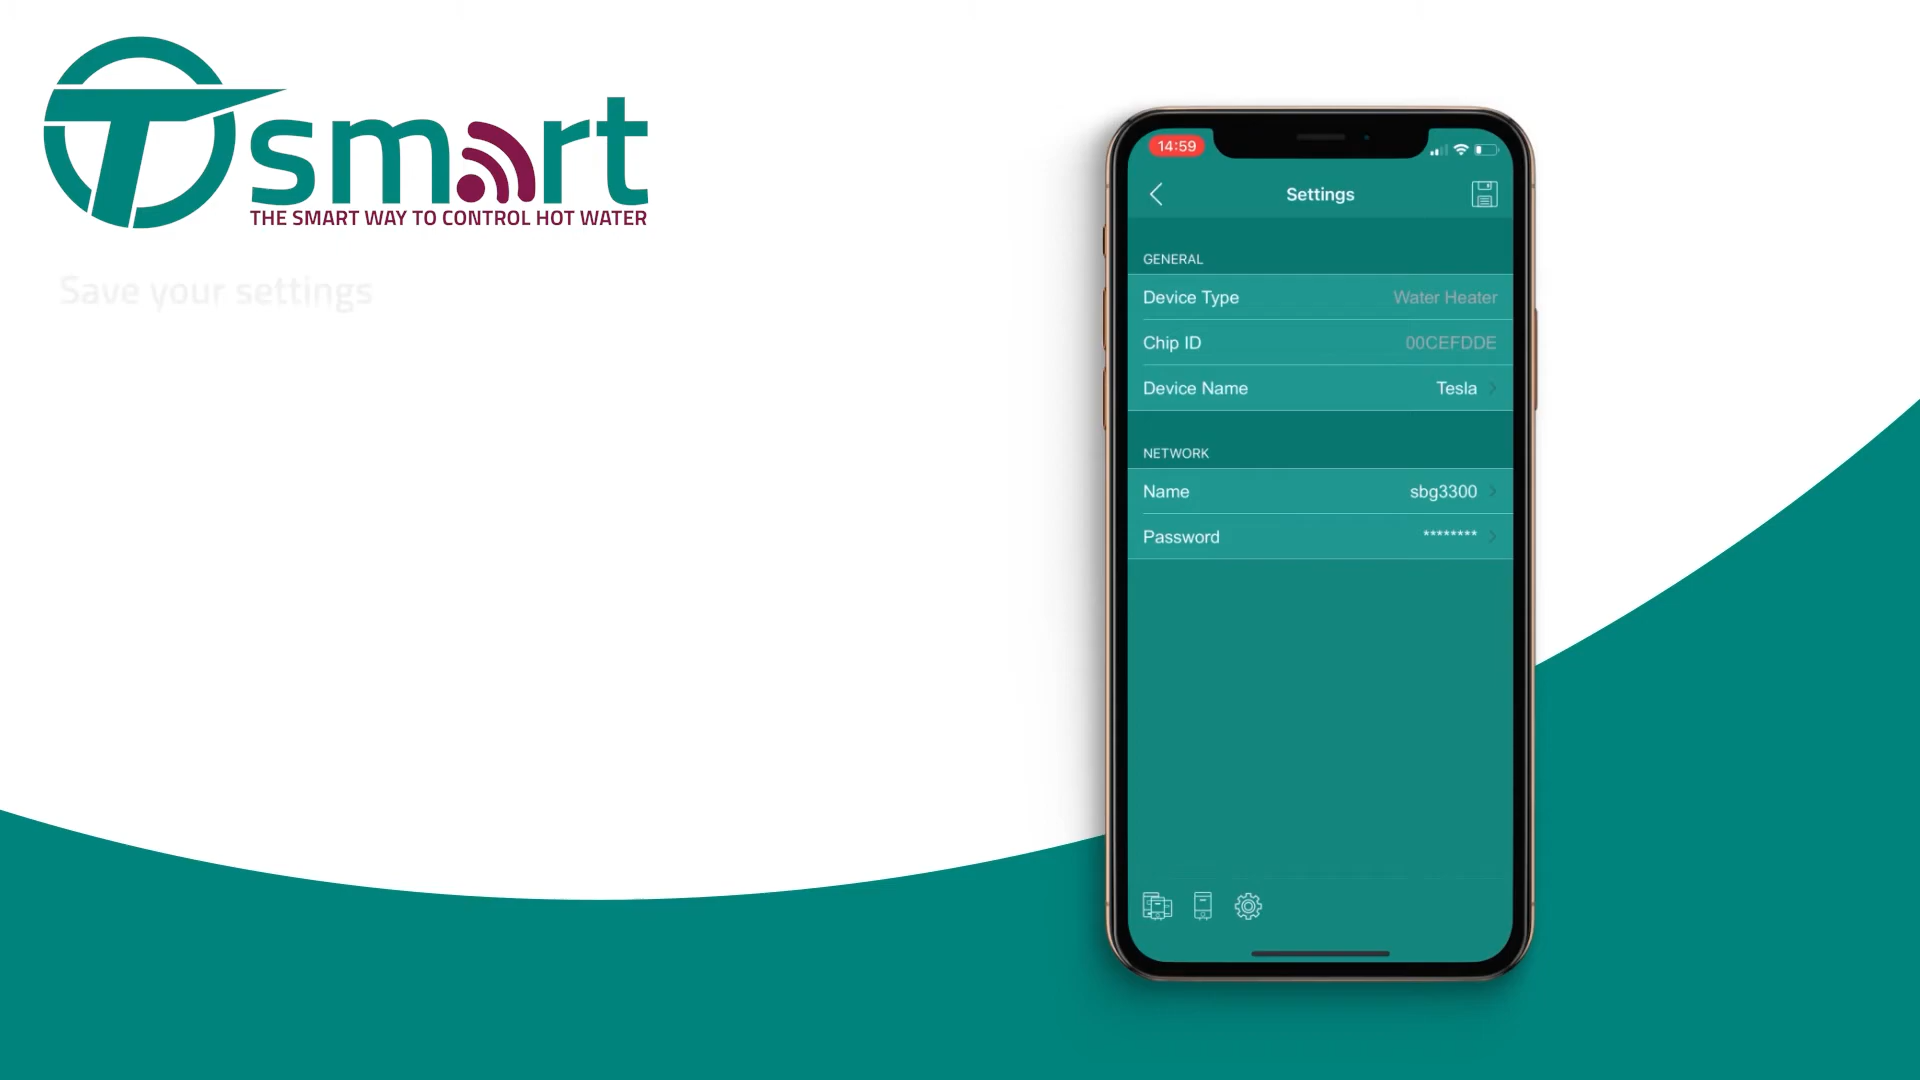 Tsmart
THE SMART WAY TO CONTROL HOT WATER
Save your settings
14:59
Settings
GENERAL
Device Type Water Heater
Chip ID 00CEFDDE
Device Name Tesla
NETWORK
Name sbg3300
Password ********